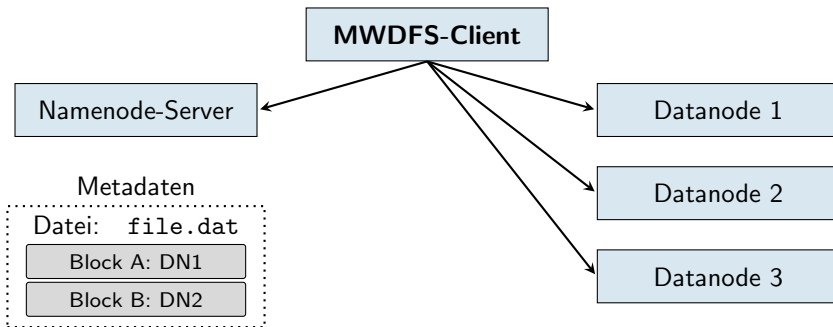 MWDFS-Client
Namenode-Server
Datanode 1
Datanode 2
Datanode 3
Metadaten
Datei: file.dat
Block A: DN1
Block B: DN2